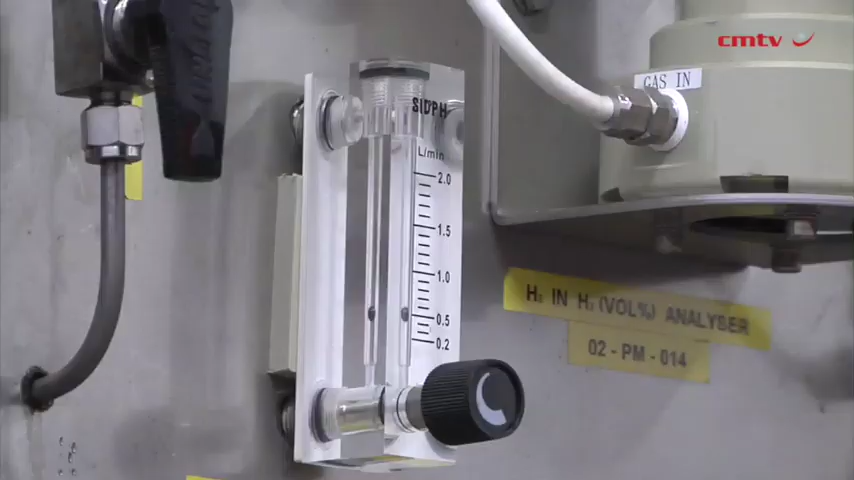 cmtv
GAS IN
SIDPH
L/min
2.0
1.5
1.0
0.5
0.2
H₂ IN H₂ (VOL%) ANALYSER
02-PM-014